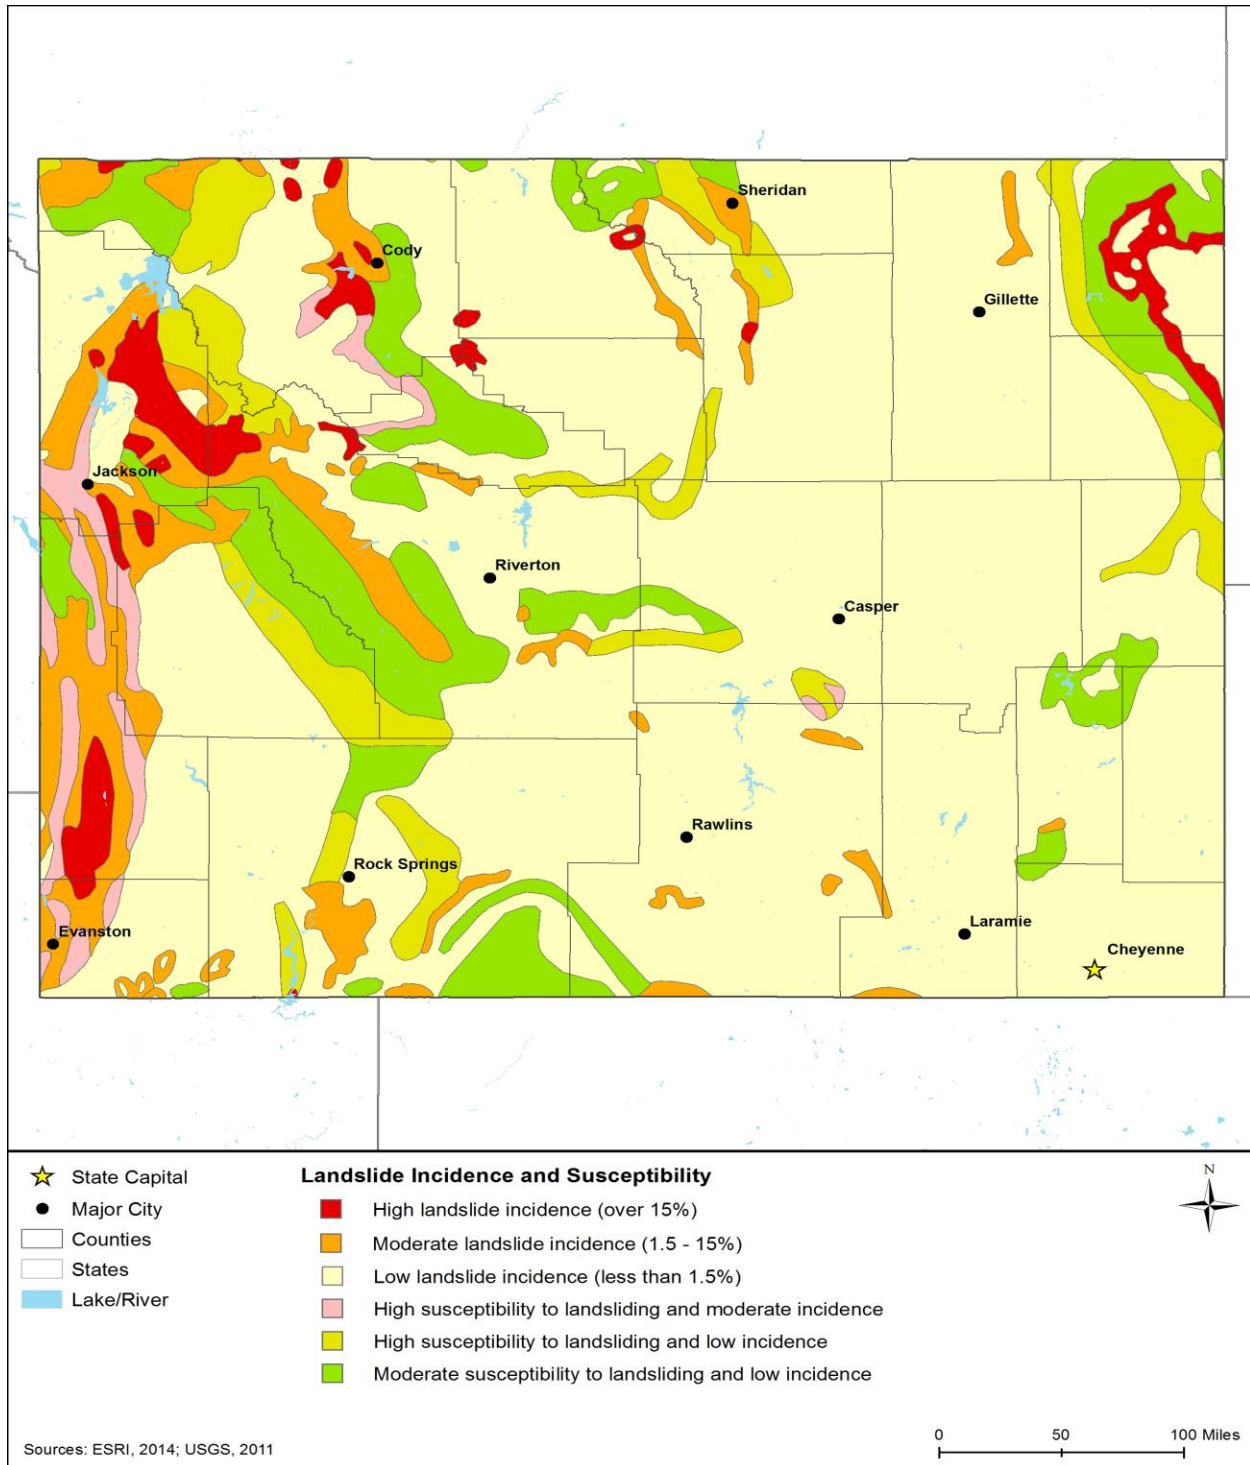 Sheridan
Cody
Gillette
Jackson
Riverton
Casper
Rawlins
Rock Springs
Laramie
Evanston
Cheyenne
State Capital
Major City
Counties
States
Lake/River
Landslide Incidence and Susceptibility
High landslide incidence (over 15%)
Moderate landslide incidence (1.5 - 15%)
Low landslide incidence (less than 1.5%)
High susceptibility to landsliding and moderate incidence
High susceptibility to landsliding and low incidence
Moderate susceptibility to landsliding and low incidence
N
Sources: ESRI, 2014; USGS, 2011
0 50 100 Miles